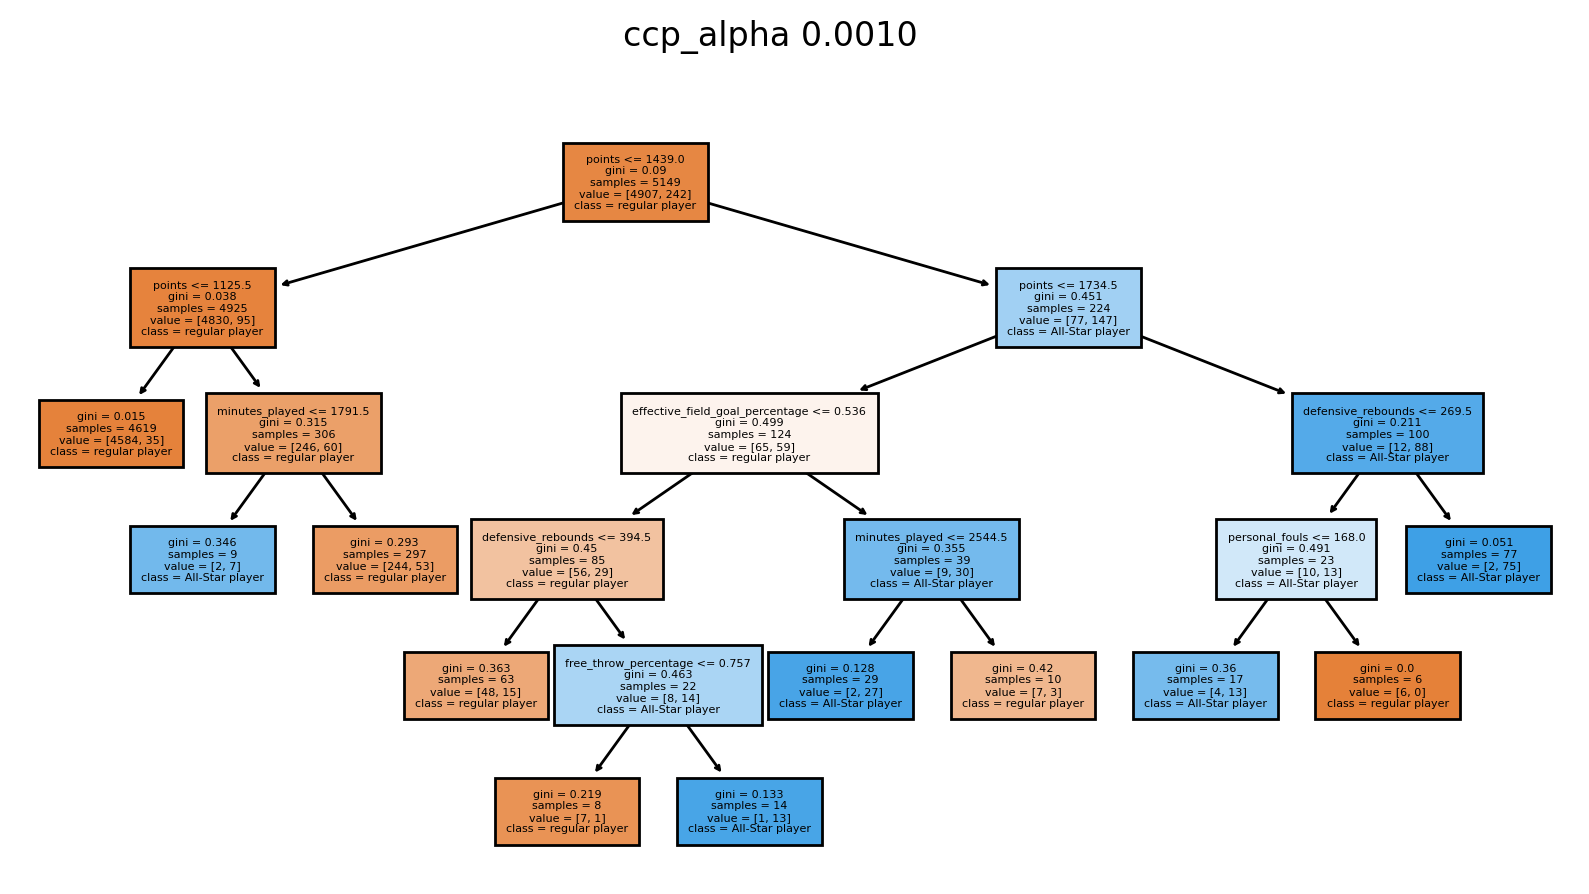 ccp_alpha 0.0010
points <= 1439.0
gini = 0.09
samples = 5149
value = [4907, 242]
class = regular player
points <= 1125.5
gini = 0.038
samples = 4925
value = [4830, 95]
class = regular player
points <= 1734.5
gini = 0.451
samples = 224
value = [77, 147]
class = All-Star player
gini = 0.015
samples = 4619
value = [4584, 35]
class = regular player
minutes_played <= 1791.5
gini = 0.315
samples = 306
value = [246, 60]
class = regular player
effective_field_goal_percentage <= 0.536
gini = 0.499
samples = 124
value = [65, 59]
class = regular player
defensive_rebounds <= 269.5
gini = 0.211
samples = 100
value = [12, 88]
class = All-Star player
gini = 0.346
samples = 9
value = [2, 7]
class = All-Star player
gini = 0.293
samples = 297
value = [244, 53]
class = regular player
defensive_rebounds <= 394.5
gini = 0.45
samples = 85
value = [56, 29]
class = regular player
minutes_played <= 2544.5
gini = 0.355
samples = 39
value = [9, 30]
class = All-Star player
personal_fouls <= 168.0
gini = 0.491
samples = 23
value = [10, 13]
class = All-Star player
gini = 0.051
samples = 77
value = [2, 75]
class = All-Star player
gini = 0.363
samples = 63
value = [48, 15]
class = regular player
free_throw_percentage <= 0.757
gini = 0.463
samples = 22
value = [8, 14]
class = All-Star player
gini = 0.128
samples = 29
value = [2, 27]
class = All-Star player
gini = 0.42
samples = 10
value = [7, 3]
class = regular player
gini = 0.36
samples = 17
value = [4, 13]
class = All-Star player
gini = 0.0
samples = 6
value = [6, 0]
class = regular player
gini = 0.219
samples = 8
value = [7, 1]
class = regular player
gini = 0.133
samples = 14
value = [1, 13]
class = All-Star player